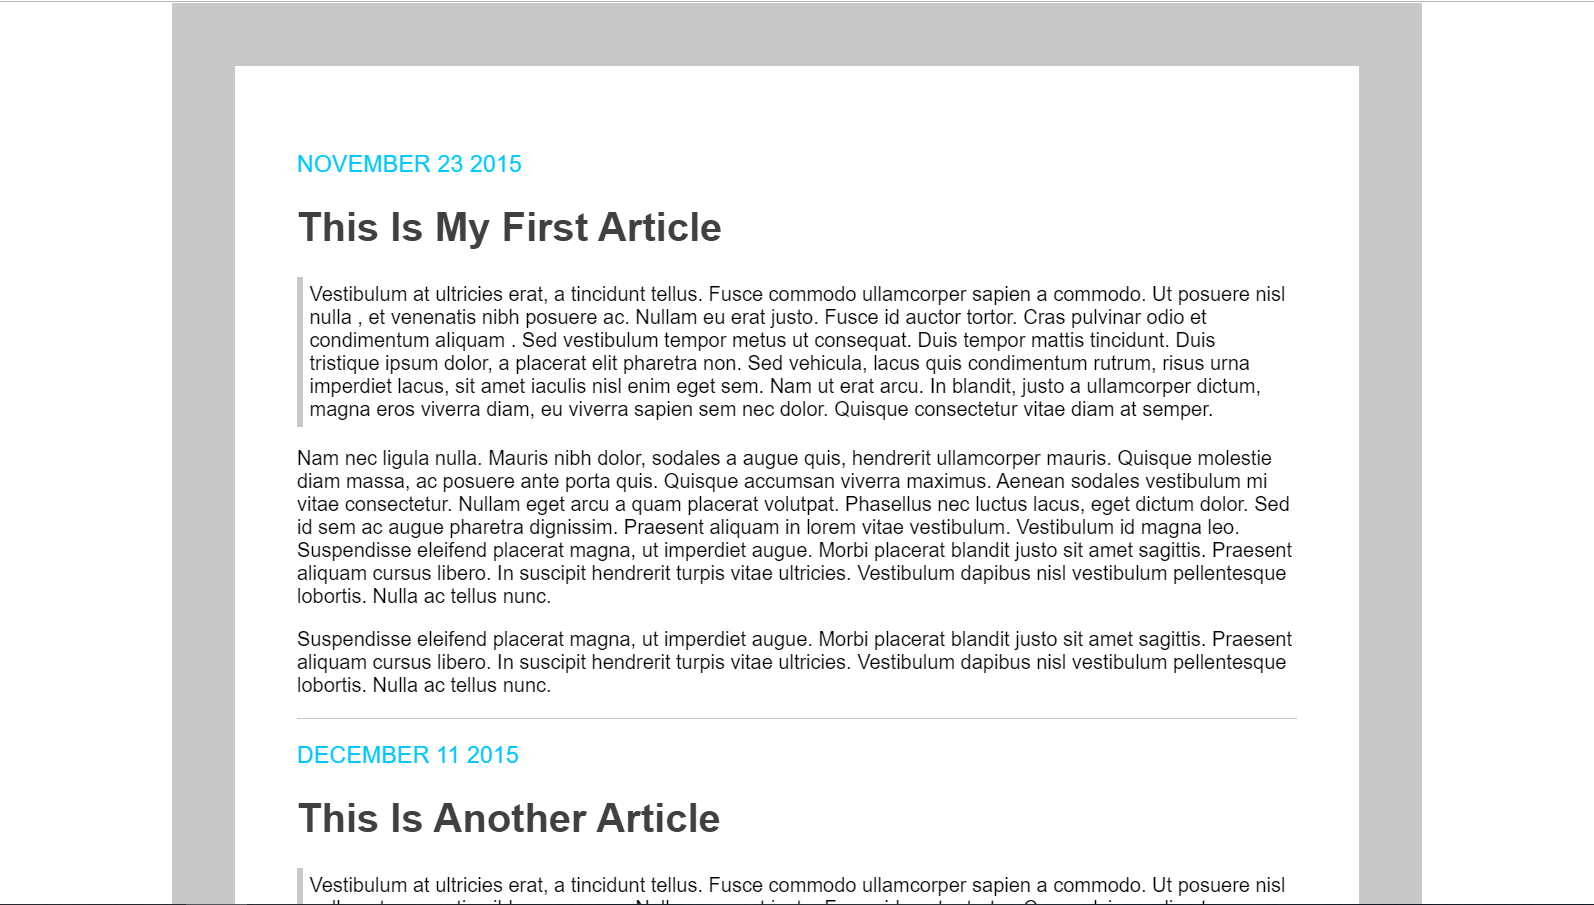 NOVEMBER 23 2015
This Is My First Article
Vestibulum at ultricies erat, a tincidunt tellus. Fusce commodo ullamcorper sapien a commodo. Ut posuere nisl
nulla , et venenatis nibh posuere ac. Nullam eu erat justo. Fusce id auctor tortor. Cras pulvinar odio et
condimentum aliquam . Sed vestibulum tempor metus ut consequat. Duis tempor mattis tincidunt. Duis
tristique ipsum dolor, a placerat elit pharetra non. Sed vehicula, lacus quis condimentum rutrum, risus urna
imperdiet lacus, sit amet iaculis nisl enim eget sem. Nam ut erat arcu. In blandit, justo a ullamcorper dictum,
magna eros viverra diam, eu viverra sapien sem nec dolor. Quisque consectetur vitae diam at semper.
Nam nec ligula nulla. Mauris nibh dolor, sodales a augue quis, hendrerit ullamcorper mauris. Quisque molestie
diam massa, ac posuere ante porta quis. Quisque accumsan viverra maximus. Aenean sodales vestibulum mi
vitae consectetur. Nullam eget arcu a quam placerat volutpat. Phasellus nec luctus lacus, eget dictum dolor. Sed
id sem ac augue pharetra dignissim. Praesent aliquam in lorem vitae vestibulum. Vestibulum id magna leo.
Suspendisse eleifend placerat magna, ut imperdiet augue. Morbi placerat blandit justo sit amet sagittis. Praesent
aliquam cursus libero. In suscipit hendrerit turpis vitae ultricies. Vestibulum dapibus nisl vestibulum pellentesque
lobortis. Nulla ac tellus nunc.
Suspendisse eleifend placerat magna, ut imperdiet augue. Morbi placerat blandit justo sit amet sagittis. Praesent
aliquam cursus libero. In suscipit hendrerit turpis vitae ultricies. Vestibulum dapibus nisl vestibulum pellentesque
lobortis. Nulla ac tellus nunc.
DECEMBER 11 2015
This Is Another Article
Vestibulum at ultricies erat, a tincidunt tellus. Fusce commodo ullamcorper sapien a commodo. Ut posuere nisl